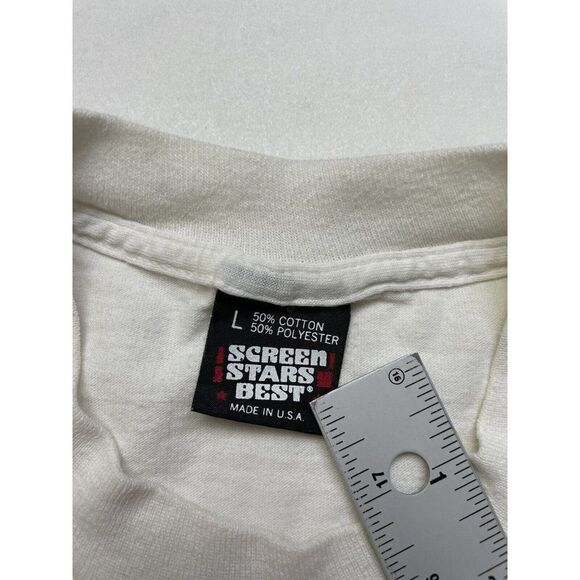 L 50% COTTON
50% POLYESTER
SCREEN
STARS
BEST®
MADE IN U.S.A.
16
1
17